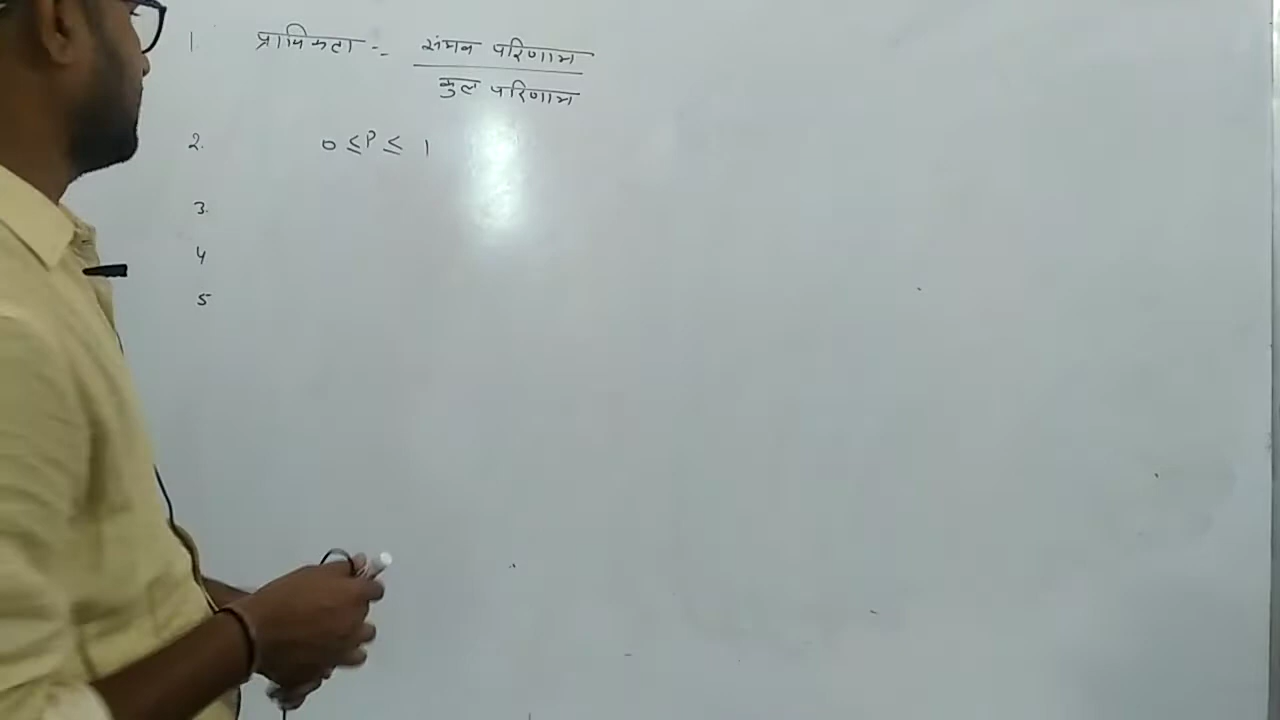 1. प्रायिकता :- संभव परिणाम
कुल परिणाम
2. 0 ≤ P ≤ 1
3.
4
5